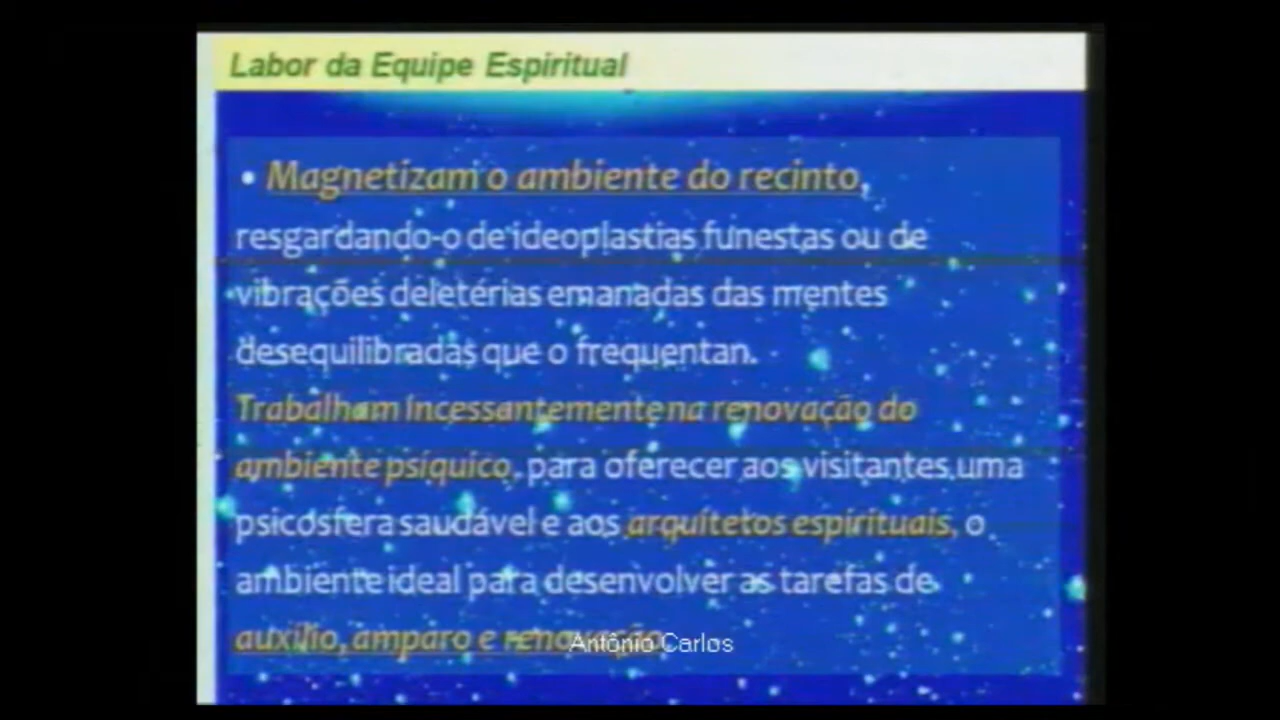 Labor da Equipe Espiritual
• Magnetizam o ambiente do recinto,
resgardando-o de ideoplastias funestas ou de
vibrações deletérias emanadas das mentes
desequilibradas que o frequentam.
Trabalham incessantemente na renovação do
ambiente psíquico, para oferecer aos visitantes uma
psicosfera saudável e aos arquitetos espirituais, o
ambiente ideal para desenvolver as tarefas de
auxílio, amparo e renovação
Antônio Carlos